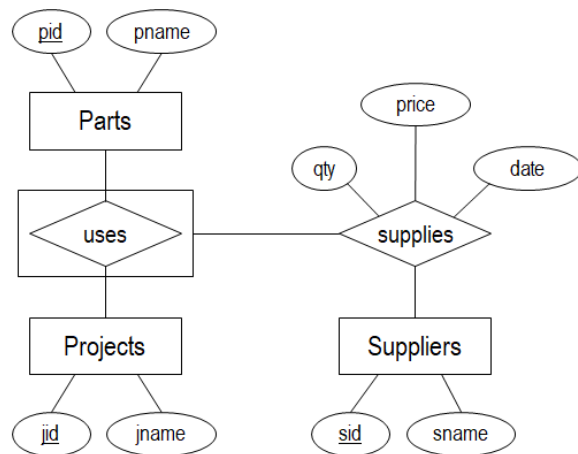 pid
pname
Parts
price
qty
date
uses
supplies
Projects
Suppliers
jid
jname
sid
sname